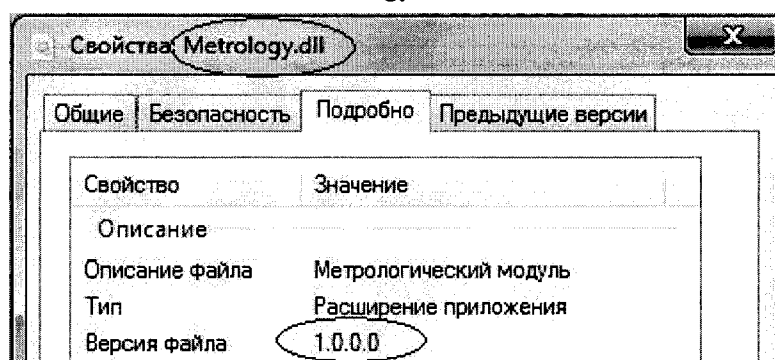 Свойства: Metrology.dll
Общие Безопасность Подробно Предыдущие версии
Свойство Значение
Описание
Описание файла Метрологический модуль
Тип Расширение приложения
Версия файла 1.0.0.0